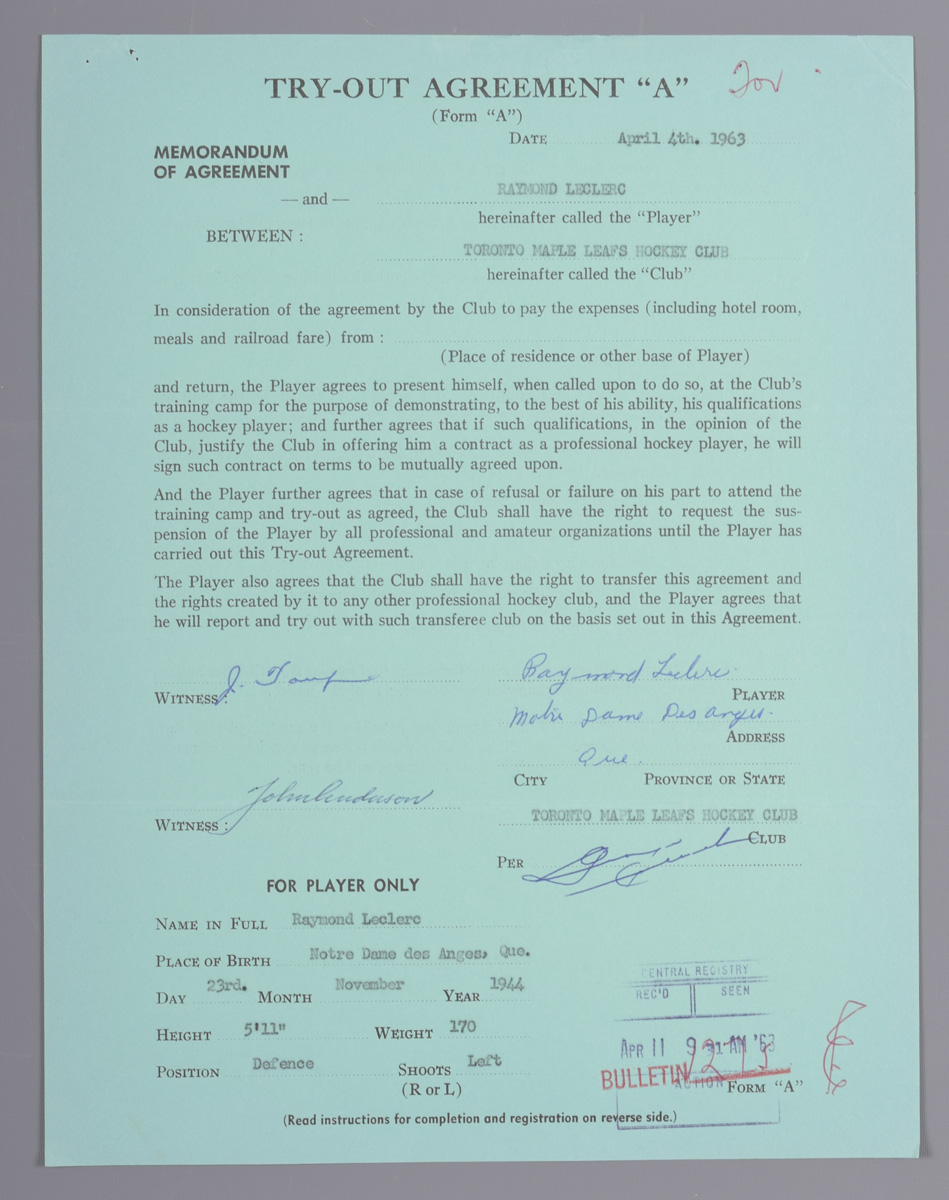 TRY-OUT AGREEMENT “A”
Tor
(Form “A”)
DATE April 4th. 1963
MEMORANDUM
OF AGREEMENT
RAYMOND LECLERC
— and —
hereinafter called the “Player”
BETWEEN :
TORONTO MAPLE LEAFS HOCKEY CLUB
hereinafter called the “Club”
In consideration of the agreement by the Club to pay the expenses (including hotel room,
meals and railroad fare) from :
(Place of residence or other base of Player)
and return, the Player agrees to present himself, when called upon to do so, at the Club’s
training camp for the purpose of demonstrating, to the best of his ability, his qualifications
as a hockey player; and further agrees that if such qualifications, in the opinion of the
Club, justify the Club in offering him a contract as a professional hockey player, he will
sign such contract on terms to be mutually agreed upon.
And the Player further agrees that in case of refusal or failure on his part to attend the
training camp and try-out as agreed, the Club shall have the right to request the sus-
pension of the Player by all professional and amateur organizations until the Player has
carried out this Try-out Agreement.
The Player also agrees that the Club shall have the right to transfer this agreement and
the rights created by it to any other professional hockey club, and the Player agrees that
he will report and try out with such transferee club on the basis set out in this Agreement.
Raymond Leclerc
WITNESS : J.
PLAYER
Notre Dame Des Anges.
ADDRESS
Que.
CITY PROVINCE OR STATE
John Anderson
WITNESS :
TORONTO MAPLE LEAFS HOCKEY CLUB
CLUB
PER
FOR PLAYER ONLY
NAME IN FULL Raymond Leclerc
PLACE OF BIRTH Notre Dame des Anges, Que.
DAY 23rd. MONTH November YEAR 1944
HEIGHT 5'11" WEIGHT 170
POSITION Defence SHOOTS Left
(R or L)
CENTRAL REGISTRY
REC'D SEEN
APR 11 9 31 AM '63
BULLETIN
ACTION
FORM “A”
(Read instructions for completion and registration on reverse side.)